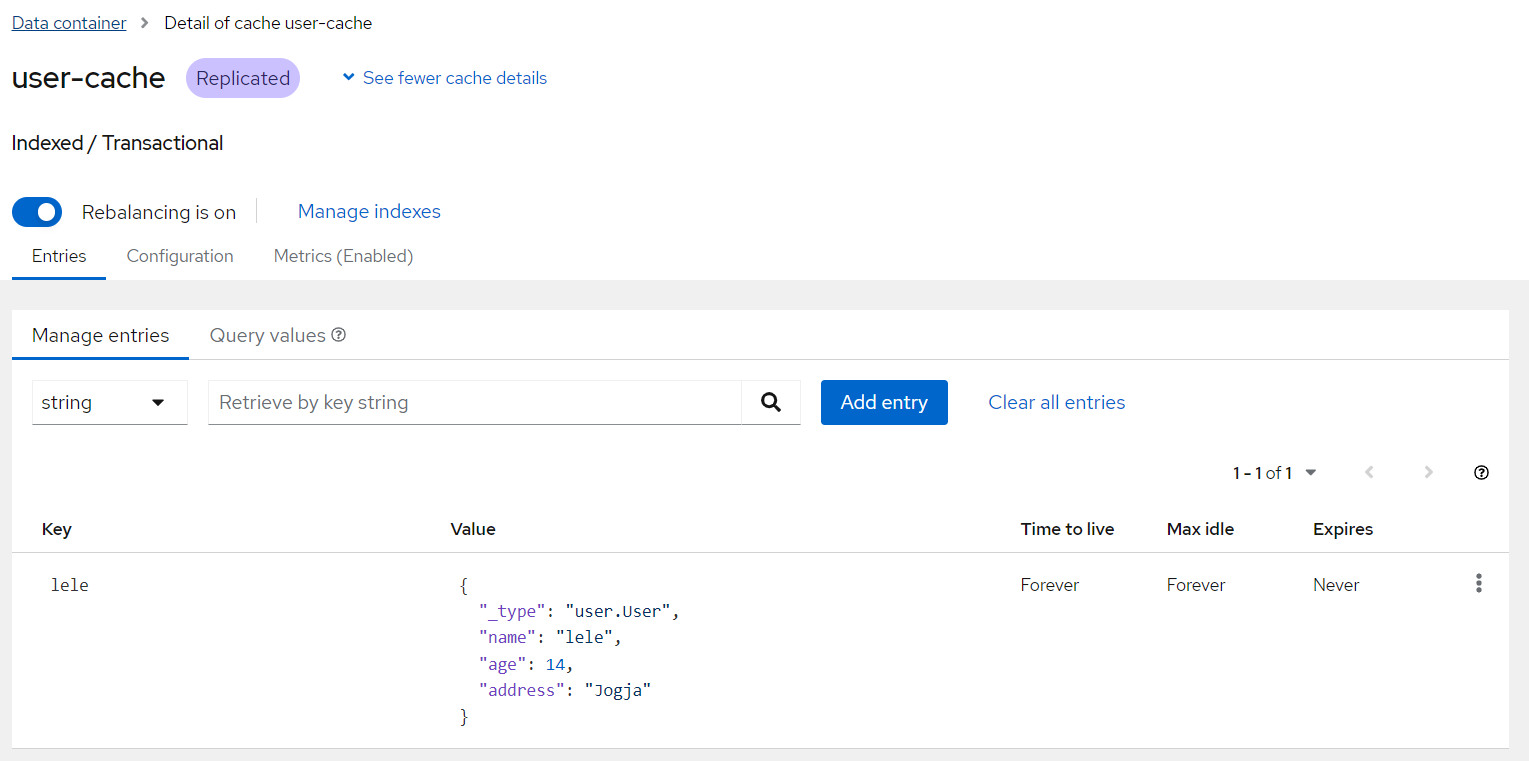 Data container > Detail of cache user-cache
user-cache Replicated See fewer cache details
Indexed / Transactional
Rebalancing is on Manage indexes
Entries Configuration Metrics (Enabled)
Manage entries Query values
string Retrieve by key string Add entry Clear all entries
1 - 1 of 1
Key Value Time to live Max idle Expires
lele { Forever Forever Never
"_type": "user.User",
"name": "lele",
"age": 14,
"address": "Jogja"
}